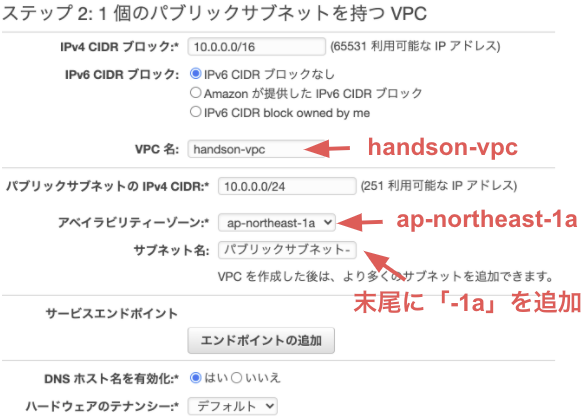 ステップ 2: 1 個のパブリックサブネットを持つ VPC
IPv4 CIDR ブロック:* 10.0.0.0/16 (65531 利用可能な IP アドレス)
IPv6 CIDR ブロック: IPv6 CIDR ブロックなし
Amazon が提供した IPv6 CIDR ブロック
IPv6 CIDR block owned by me
VPC 名: handson-vpc handson-vpc
パブリックサブネットの IPv4 CIDR:* 10.0.0.0/24 (251 利用可能な IP アドレス)
アベイラビリティーゾーン:* ap-northeast-1a ap-northeast-1a
サブネット名: パブリックサブネット-
VPC を作成した後は、より多くのサブネットを追加できます。
末尾に「-1a」を追加
サービスエンドポイント
エンドポイントの追加
DNS ホスト名を有効化:* はい いいえ
ハードウェアのテナンシー:* デフォルト